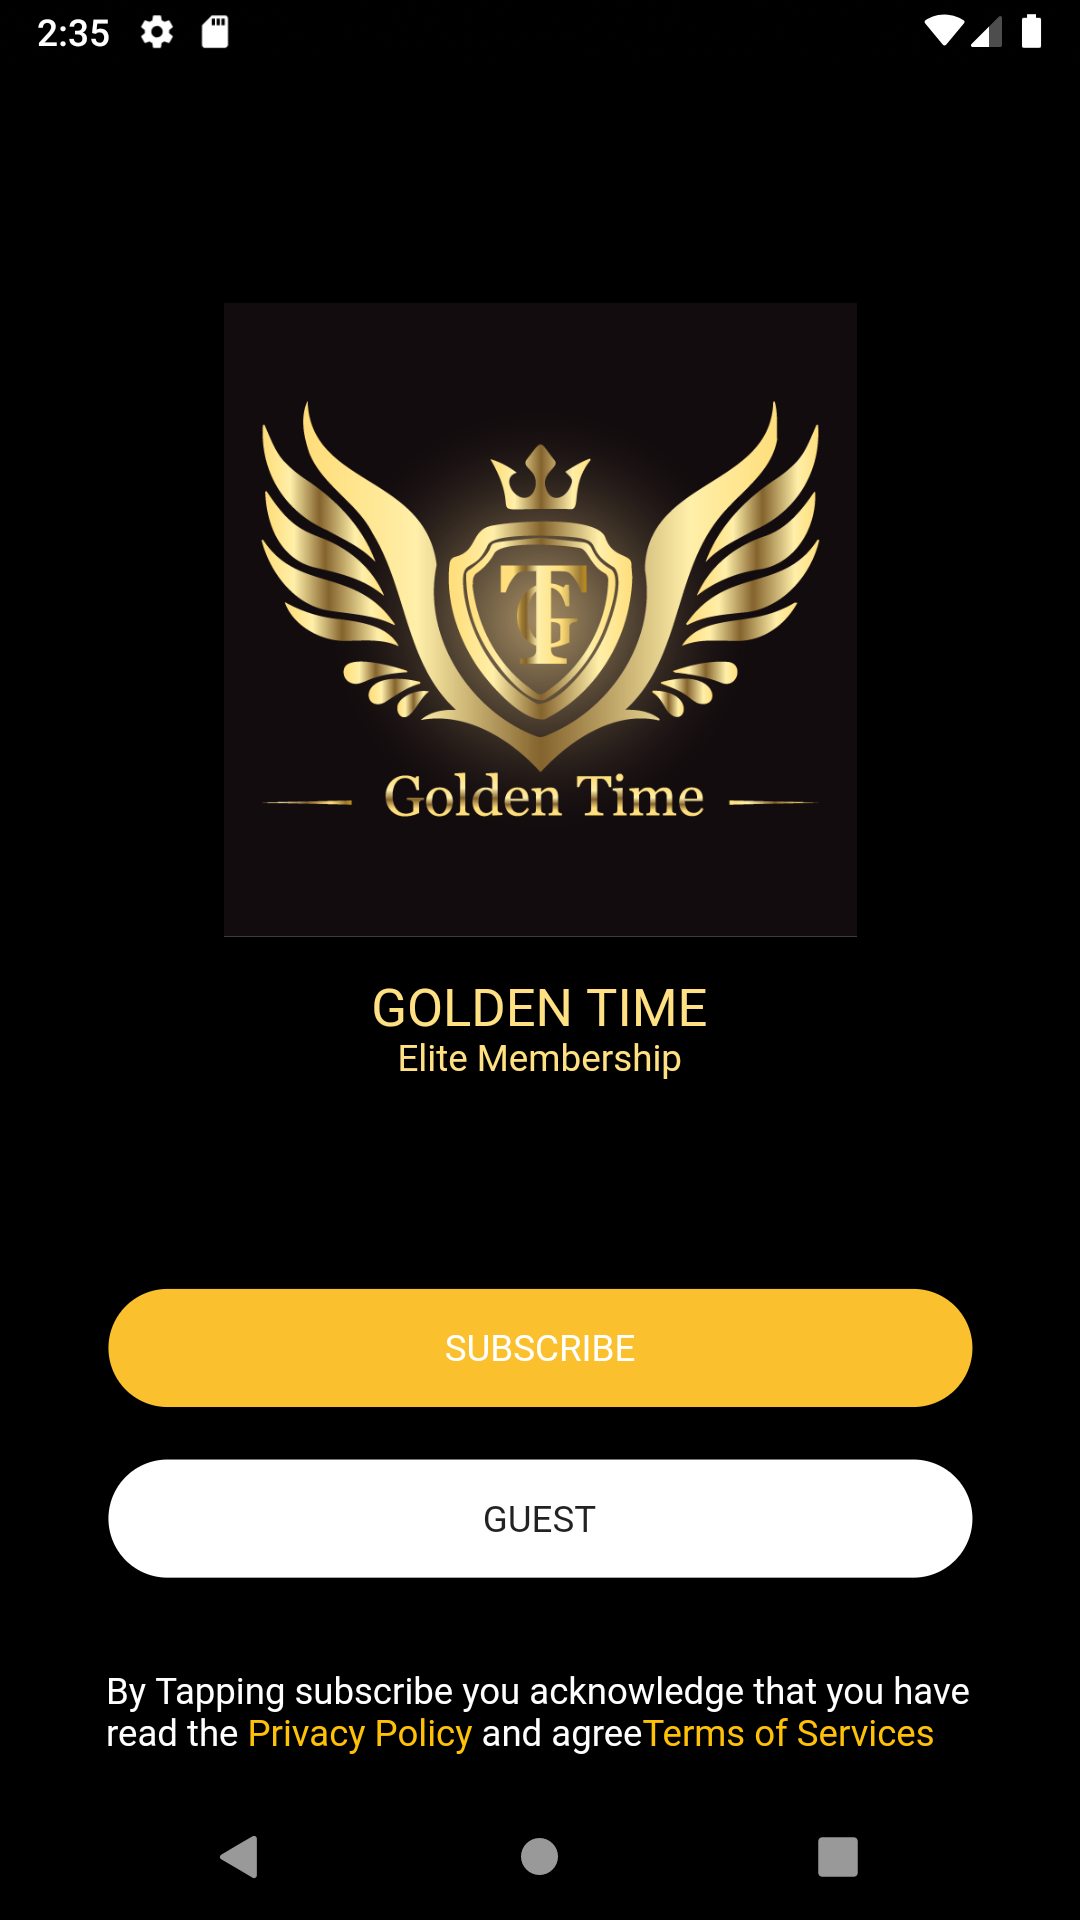 2:35
TG
Golden Time
GOLDEN TIME
Elite Membership
SUBSCRIBE
GUEST
By Tapping subscribe you acknowledge that you have
read the Privacy Policy and agreeTerms of Services